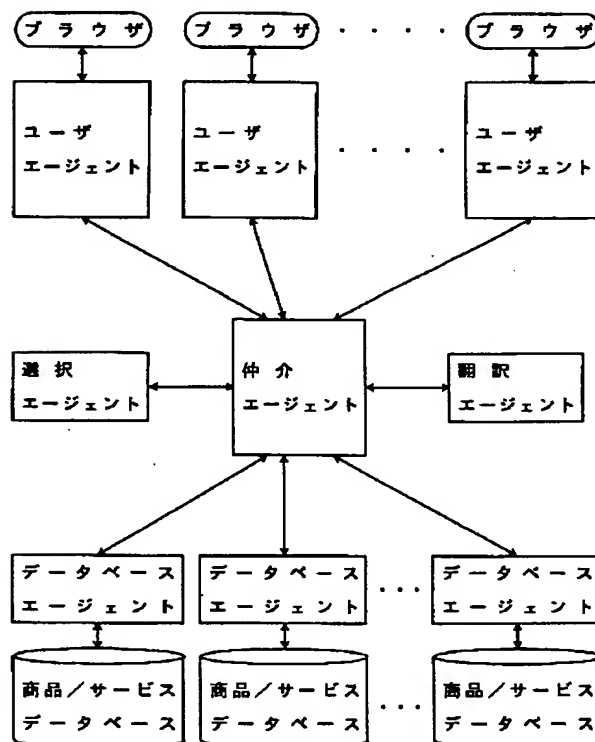 ブラウザ
ブラウザ
・・・・
ブラウザ
ユーザ
エージェント
ユーザ
エージェント
・・・・
ユーザ
エージェント
選択
エージェント
仲介
エージェント
翻訳
エージェント
データベース
エージェント
データベース
エージェント
・・・
データベース
エージェント
商品/サービス
データベース
商品/サービス
データベース
・・・
商品/サービス
データベース